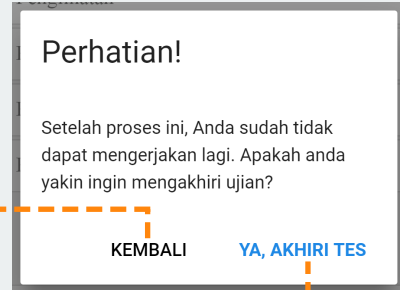 Perhatian!
Setelah proses ini, Anda sudah tidak
dapat mengerjakan lagi. Apakah anda
yakin ingin mengakhiri ujian?
KEMBALI YA, AKHIRI TES